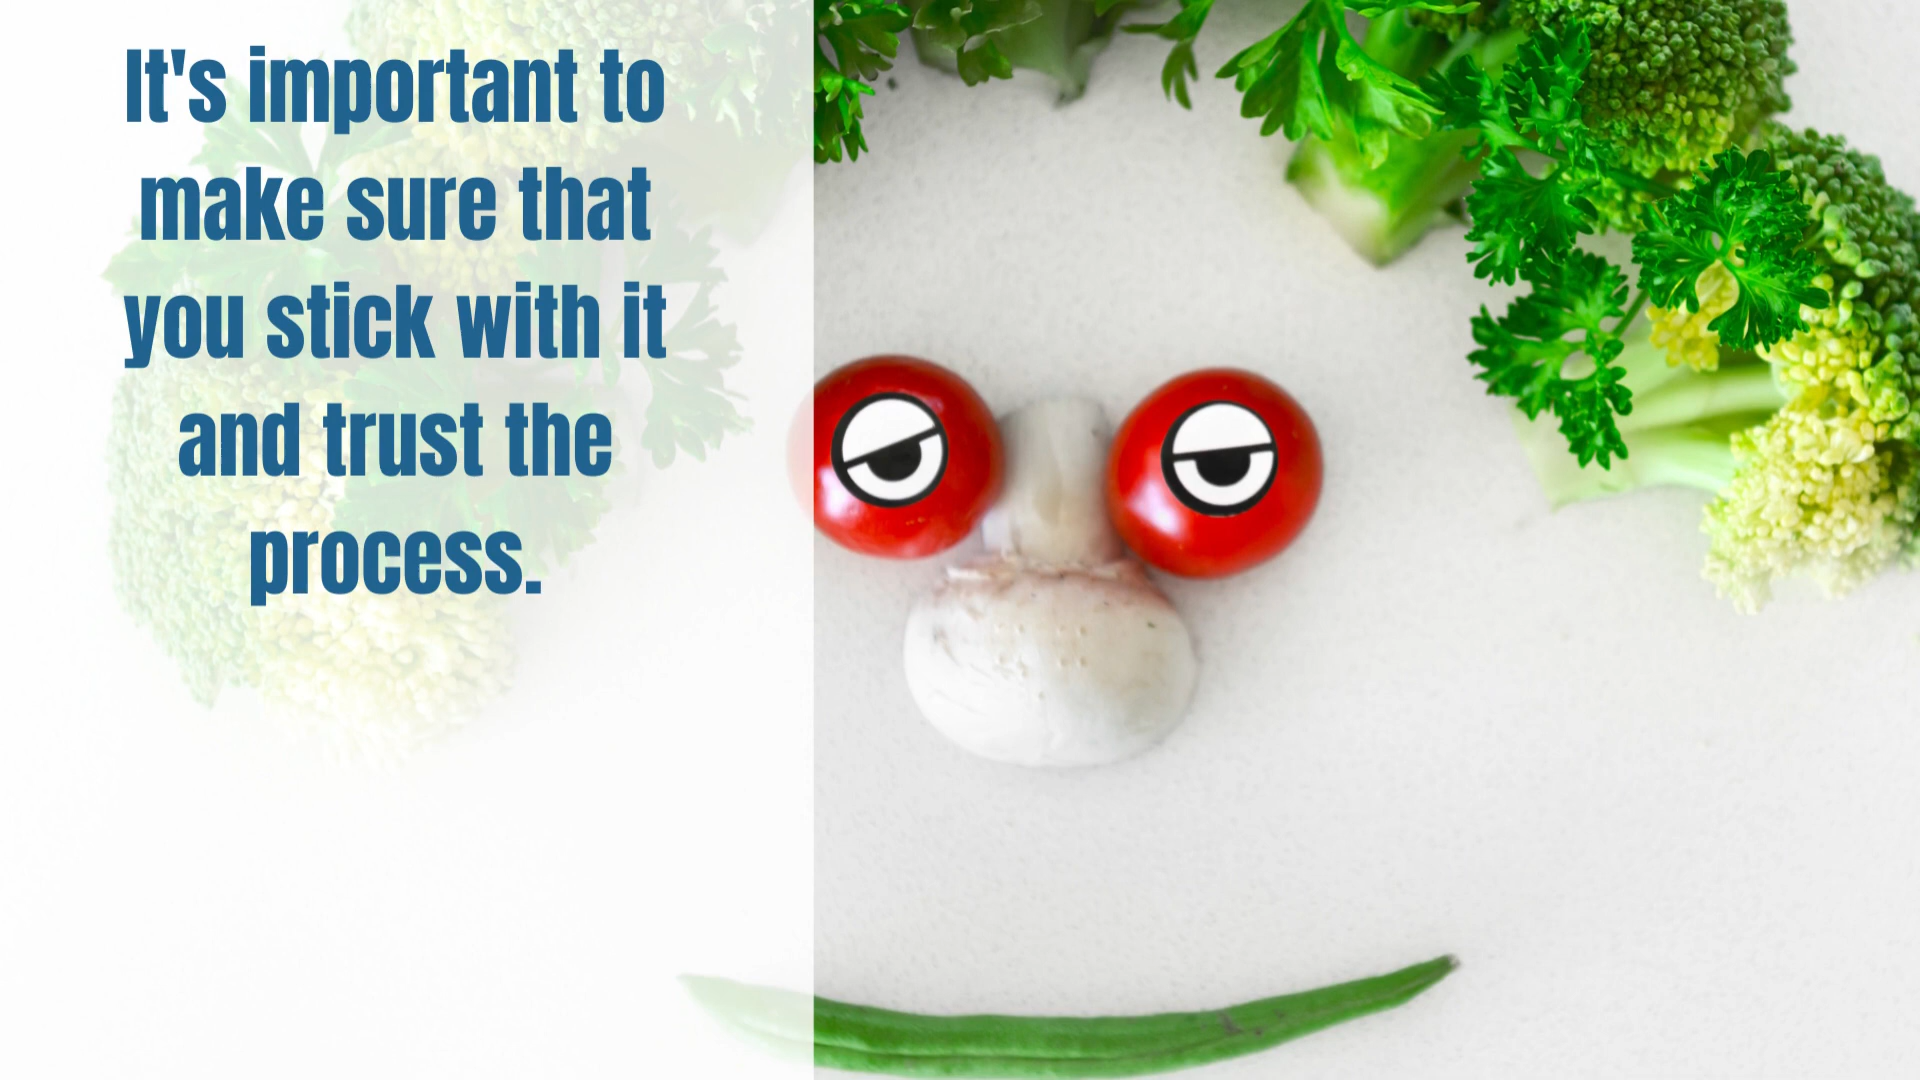 It's important to
make sure that
you stick with it
and trust the
process.